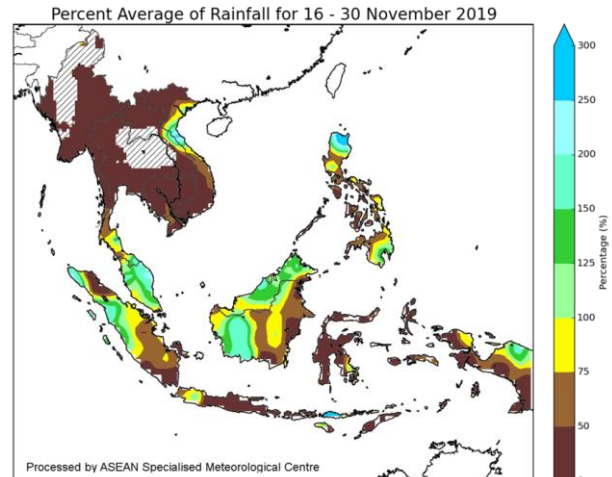 Percent Average of Rainfall for 16 - 30 November 2019
300
250
200
150
125
100
75
50
Percentage (%)
Processed by ASEAN Specialised Meteorological Centre